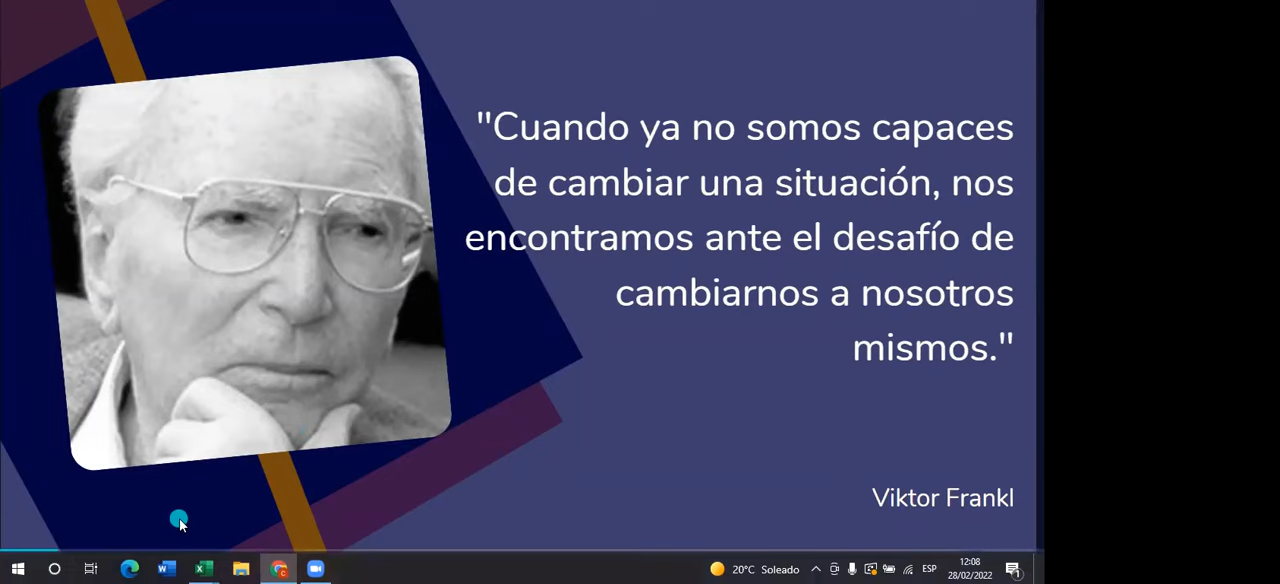 "Cuando ya no somos capaces
de cambiar una situación, nos
encontramos ante el desafío de
cambiarnos a nosotros
mismos."
Viktor Frankl
20°C Soleado
ESP
12:08
28/02/2022